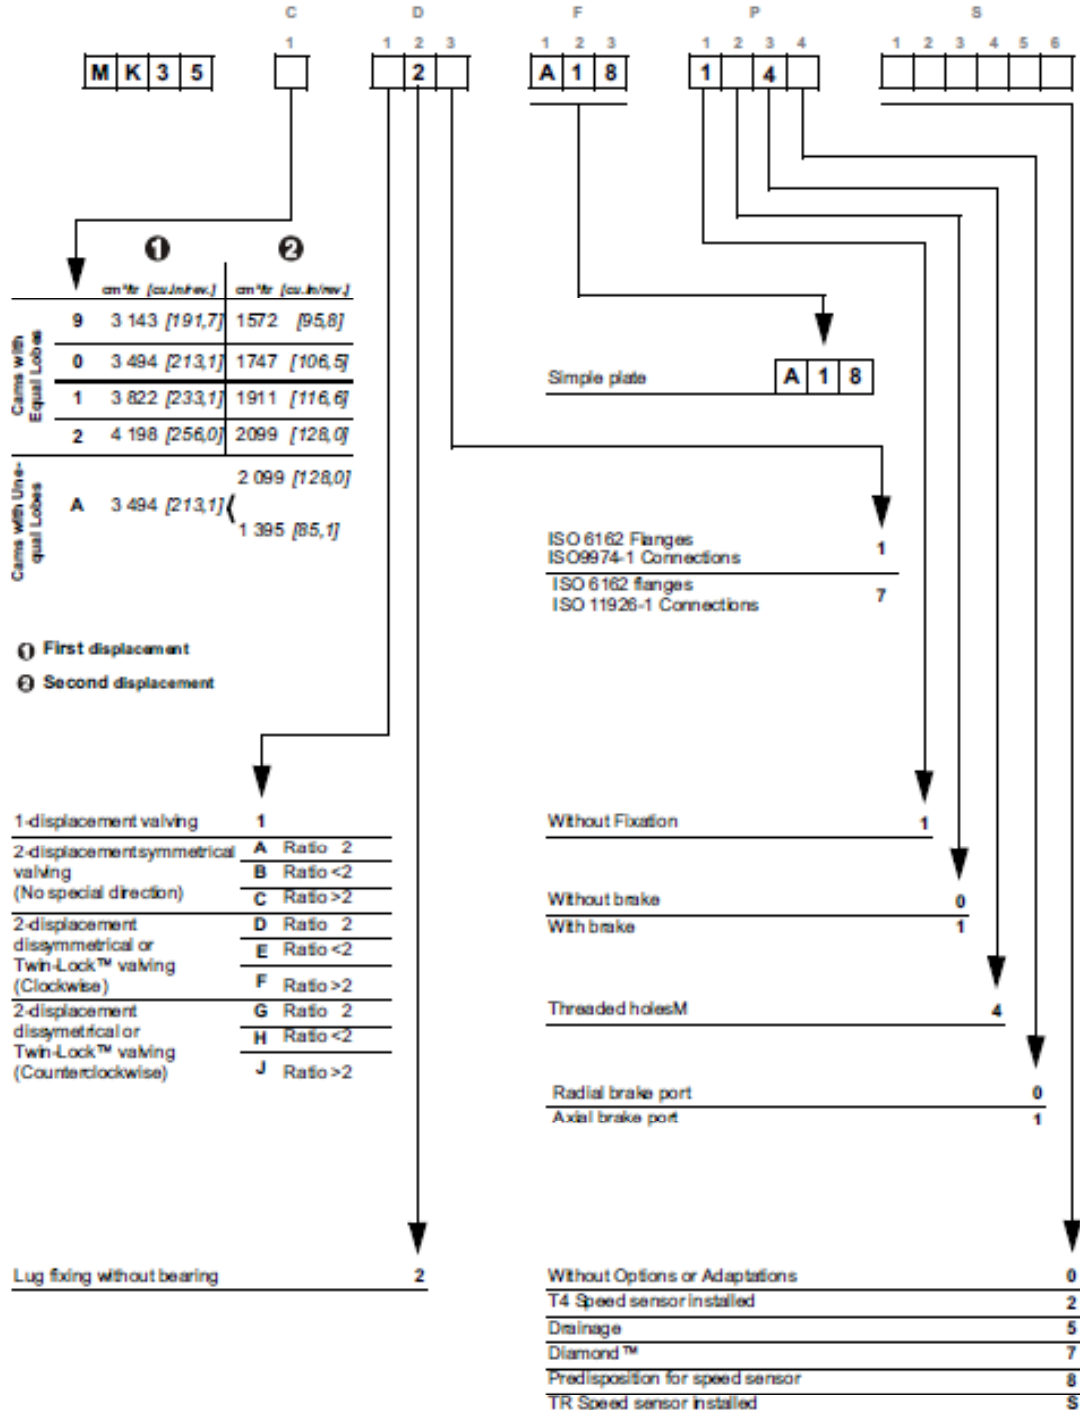 C D F P S
1 1 2 3 1 2 3 1 2 3 4 1 2 3 4 5 6
M K 3 5 2 A 1 8 1 4
❶ ❷
cm³/tr [cu.in/rev.] cm³/tr [cu.in/rev.]
Cams with
Equal Lobes
9 3 143 [191,7] 1572 [95,8]
0 3 494 [213,1] 1747 [106,5]
1 3 822 [233,1] 1911 [116,6]
2 4 198 [256,0] 2099 [128,0]
Cams with Une-
qual Lobes
2 099 [128,0]
A 3 494 [213,1]
1 395 [85,1]
❶ First displacement
❷ Second displacement
Simple plate A 1 8
ISO 6162 Flanges
ISO9974-1 Connections 1
ISO 6162 flanges
ISO 11926-1 Connections 7
1-displacement valving 1
2-displacement symmetrical
valving
(No special direction)
A Ratio 2
B Ratio <2
C Ratio >2
2-displacement
dissymmetrical or
Twin-Lock™ valving
(Clockwise)
D Ratio 2
E Ratio <2
F Ratio >2
2-displacement
dissymetrical or
Twin-Lock™ valving
(Counterclockwise)
G Ratio 2
H Ratio <2
J Ratio >2
Without Fixation 1
Without brake 0
With brake 1
Threaded holesM 4
Radial brake port 0
Axial brake port 1
Lug fixing without bearing 2
Without Options or Adaptations 0
T4 Speed sensor installed 2
Drainage 5
Diamond™ 7
Predisposition for speed sensor 8
TR Speed sensor installed S